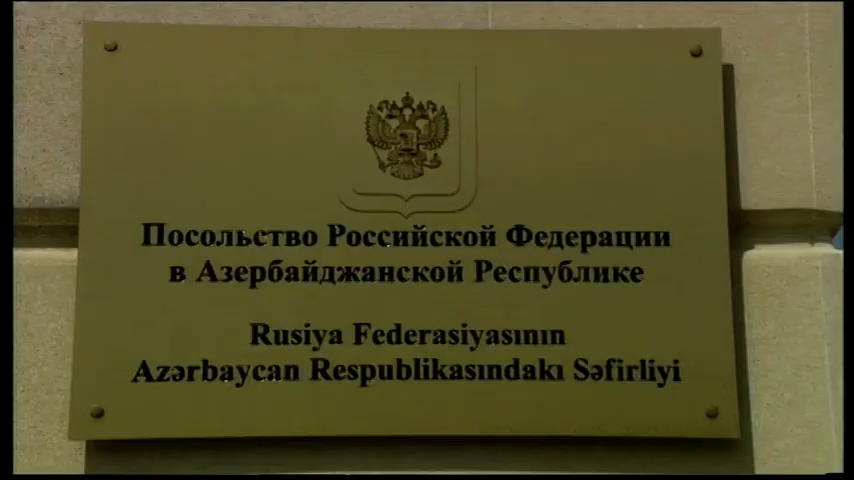 Посольство Российской Федерации
в Азербайджанской Республике
Rusiya Federasiyasının
Azərbaycan Respublikasındakı Səfirliyi